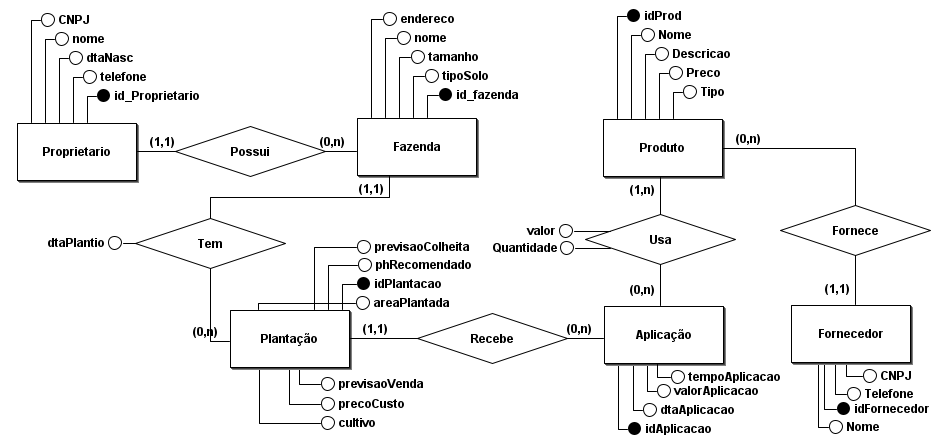 CNPJ
nome
dtaNasc
telefone
id_Proprietario
Proprietario
(1,1)
Possui
(0,n)
endereco
nome
tamanho
tipoSolo
id_fazenda
Fazenda
(1,1)
idProd
Nome
Descricao
Preco
Tipo
Produto
(0,n)
(1,n)
dtaPlantio
Tem
valor
Quantidade
Usa
Fornece
previsaoColheita
phRecomendado
idPlantacao
areaPlantada
(0,n)
(1,1)
(0,n)
Plantação
(1,1)
Recebe
(0,n)
Aplicação
Fornecedor
previsaoVenda
precoCusto
cultivo
tempoAplicacao
valorAplicacao
dtaAplicacao
idAplicacao
CNPJ
Telefone
idFornecedor
Nome